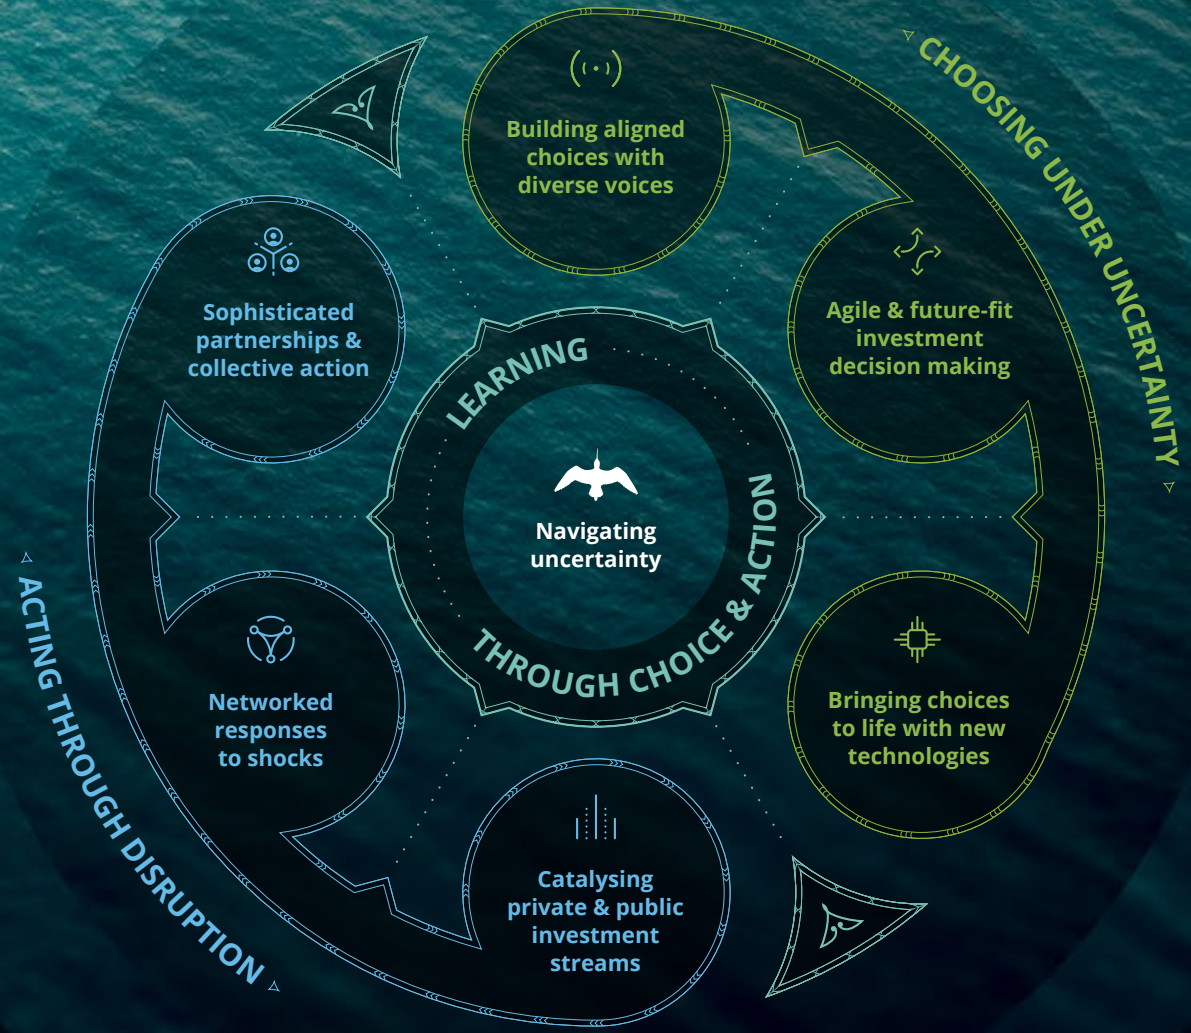 CHOOSING UNDER UNCERTAINTY
Building aligned
choices with
diverse voices
Agile & future-fit
investment
decision making
Bringing choices
to life with new
technologies
Catalysing
private & public
investment
streams
Networked
responses
to shocks
Sophisticated
partnerships &
collective action
ACTING THROUGH DISRUPTION
LEARNING
THROUGH CHOICE & ACTION
Navigating
uncertainty